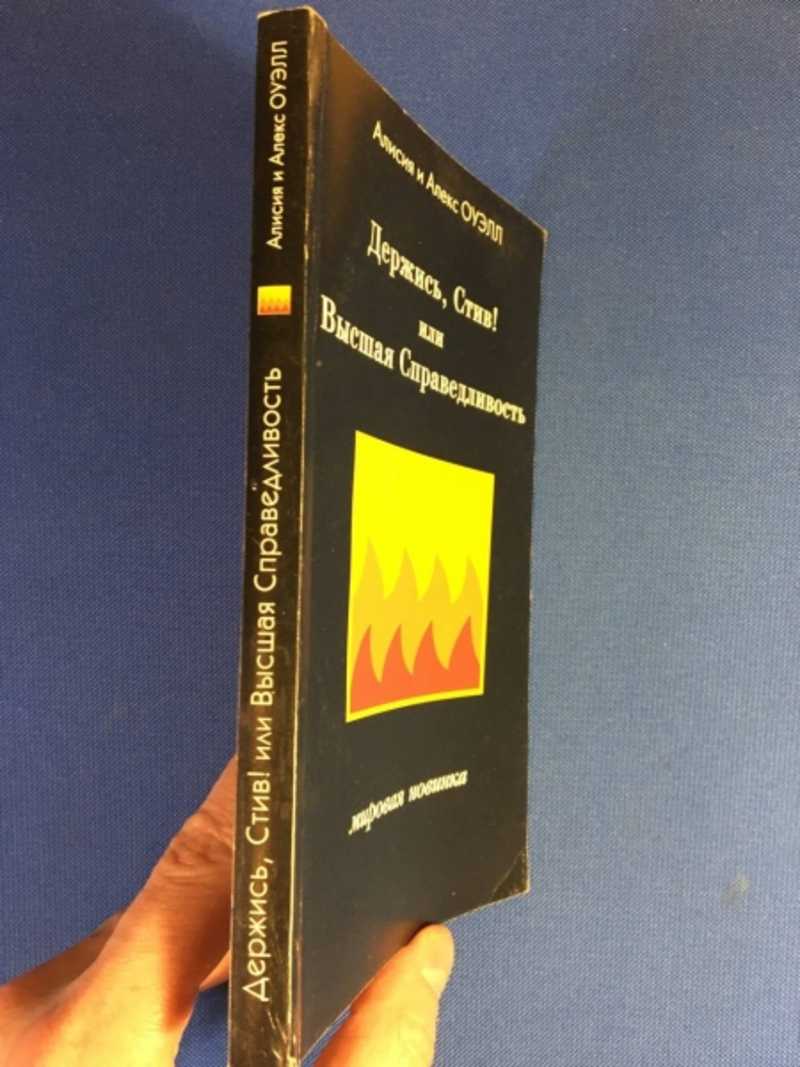 Алисия и Алекс ОУЭЛЛ
Держись, Стив! или Высшая Справедливость
Алисия и Алекс ОУЭЛЛ
Держись, Стив!
или
Высшая Справедливость
мировая новинка